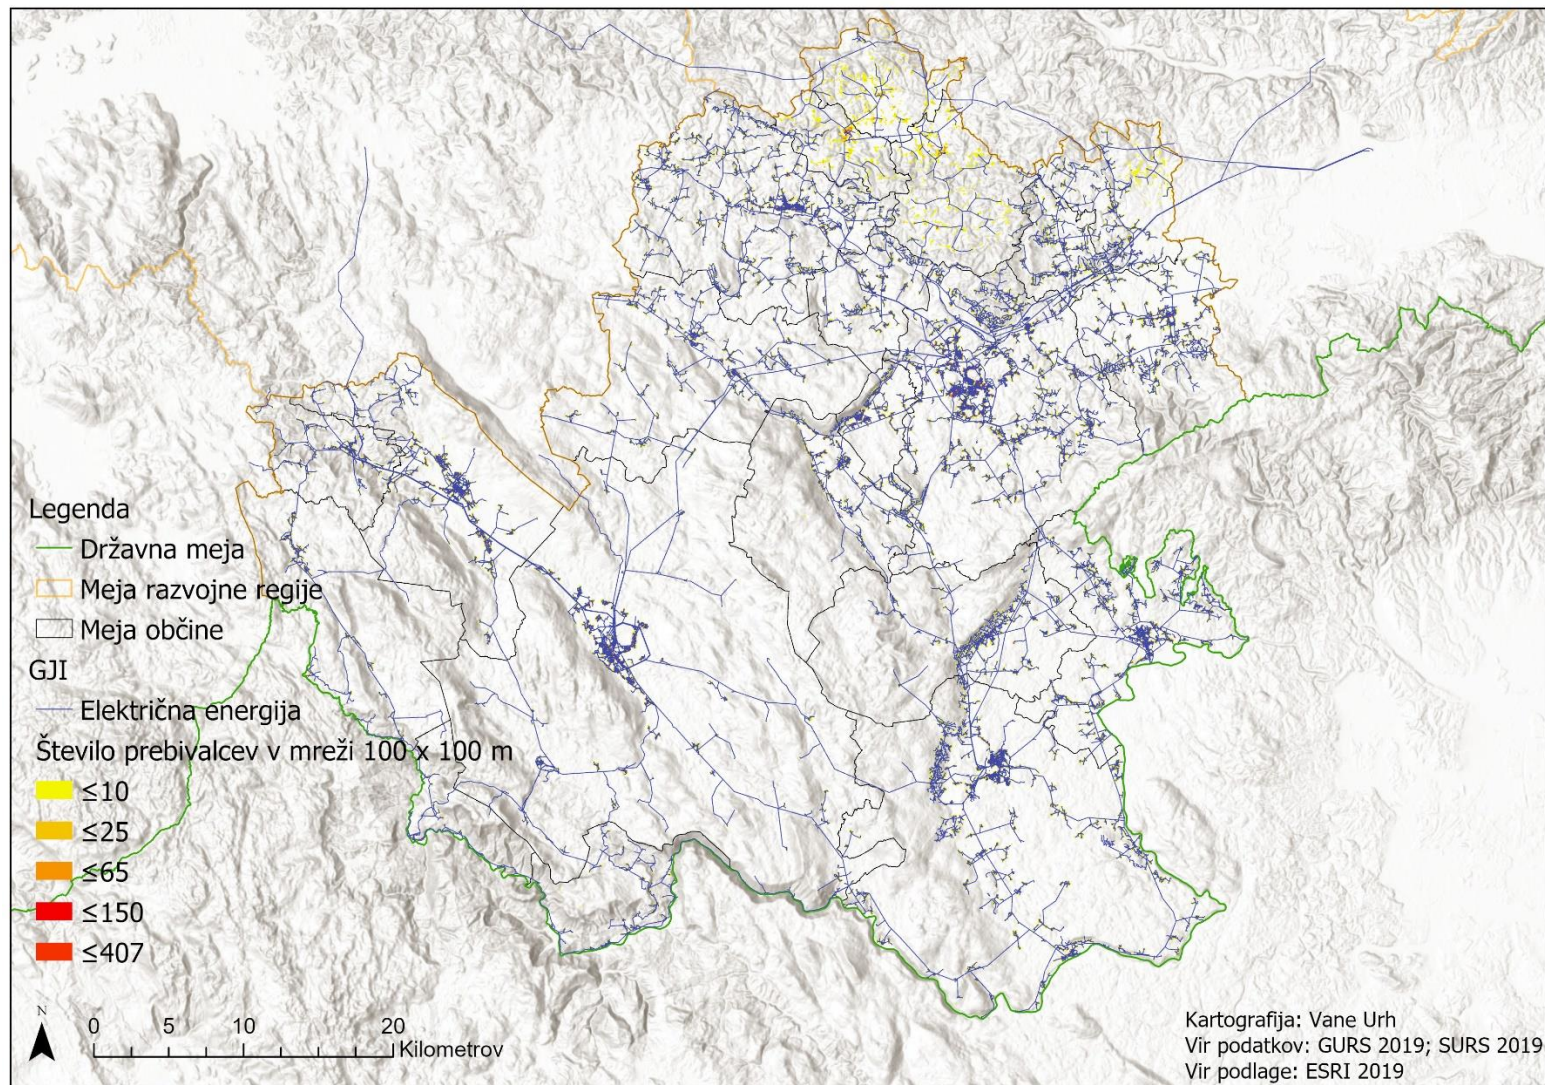 Legenda
Državna meja
Meja razvojne regije
Meja občine
GJI
Električna energija
Število prebivalcev v mreži 100 x 100 m
≤10
≤25
≤65
≤150
≤407
N
0 5 10 20
Kilometrov
Kartografija: Vane Urh
Vir podatkov: GURS 2019; SURS 2019
Vir podlage: ESRI 2019